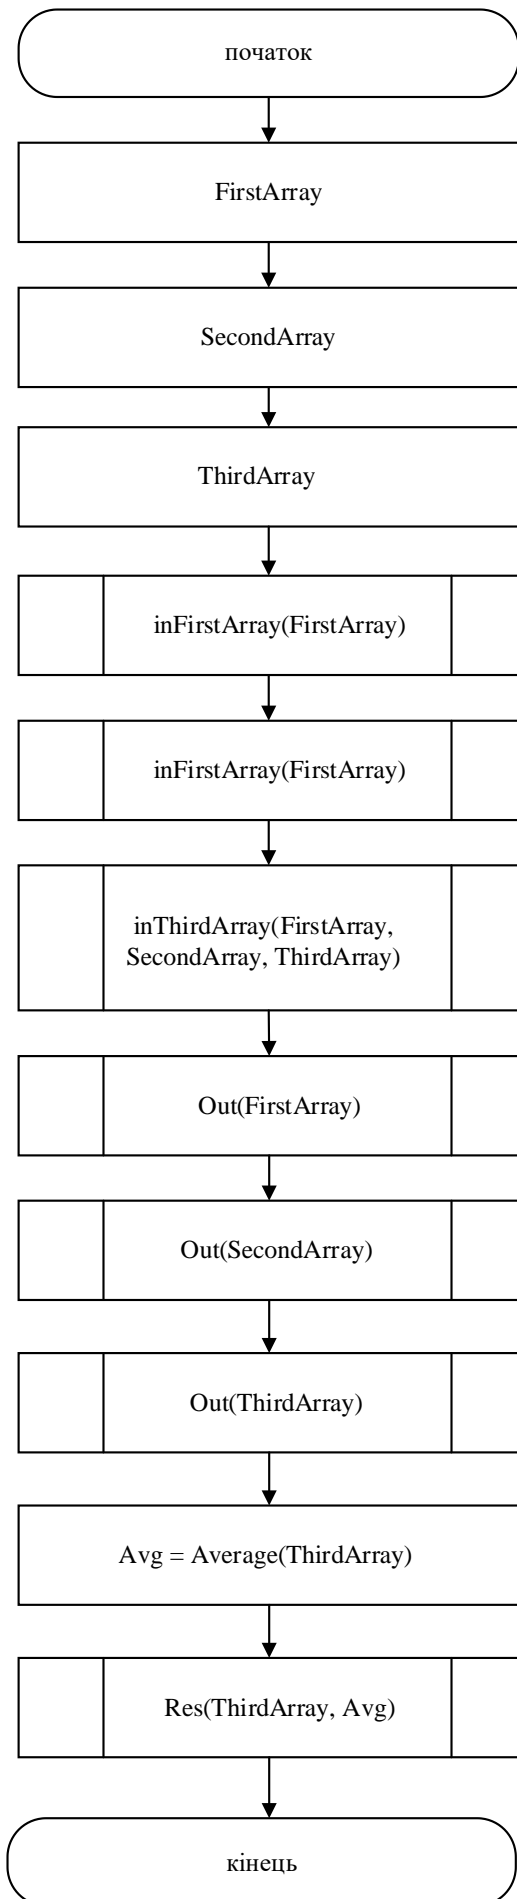 початок
FirstArray
SecondArray
ThirdArray
inFirstArray(FirstArray)
inFirstArray(FirstArray)
inThirdArray(FirstArray,
SecondArray, ThirdArray)
Out(FirstArray)
Out(SecondArray)
Out(ThirdArray)
Avg = Average(ThirdArray)
Res(ThirdArray, Avg)
кінець